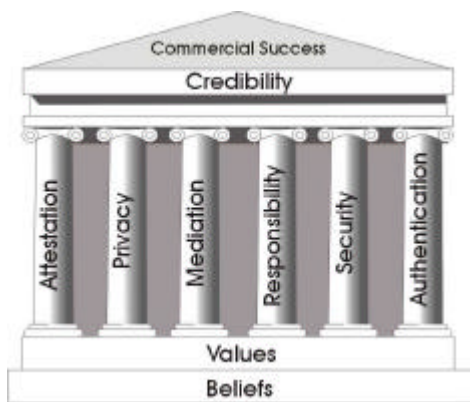 Commercial Success
Credibility
Attestation
Privacy
Mediation
Responsibility
Security
Authentication
Values
Beliefs